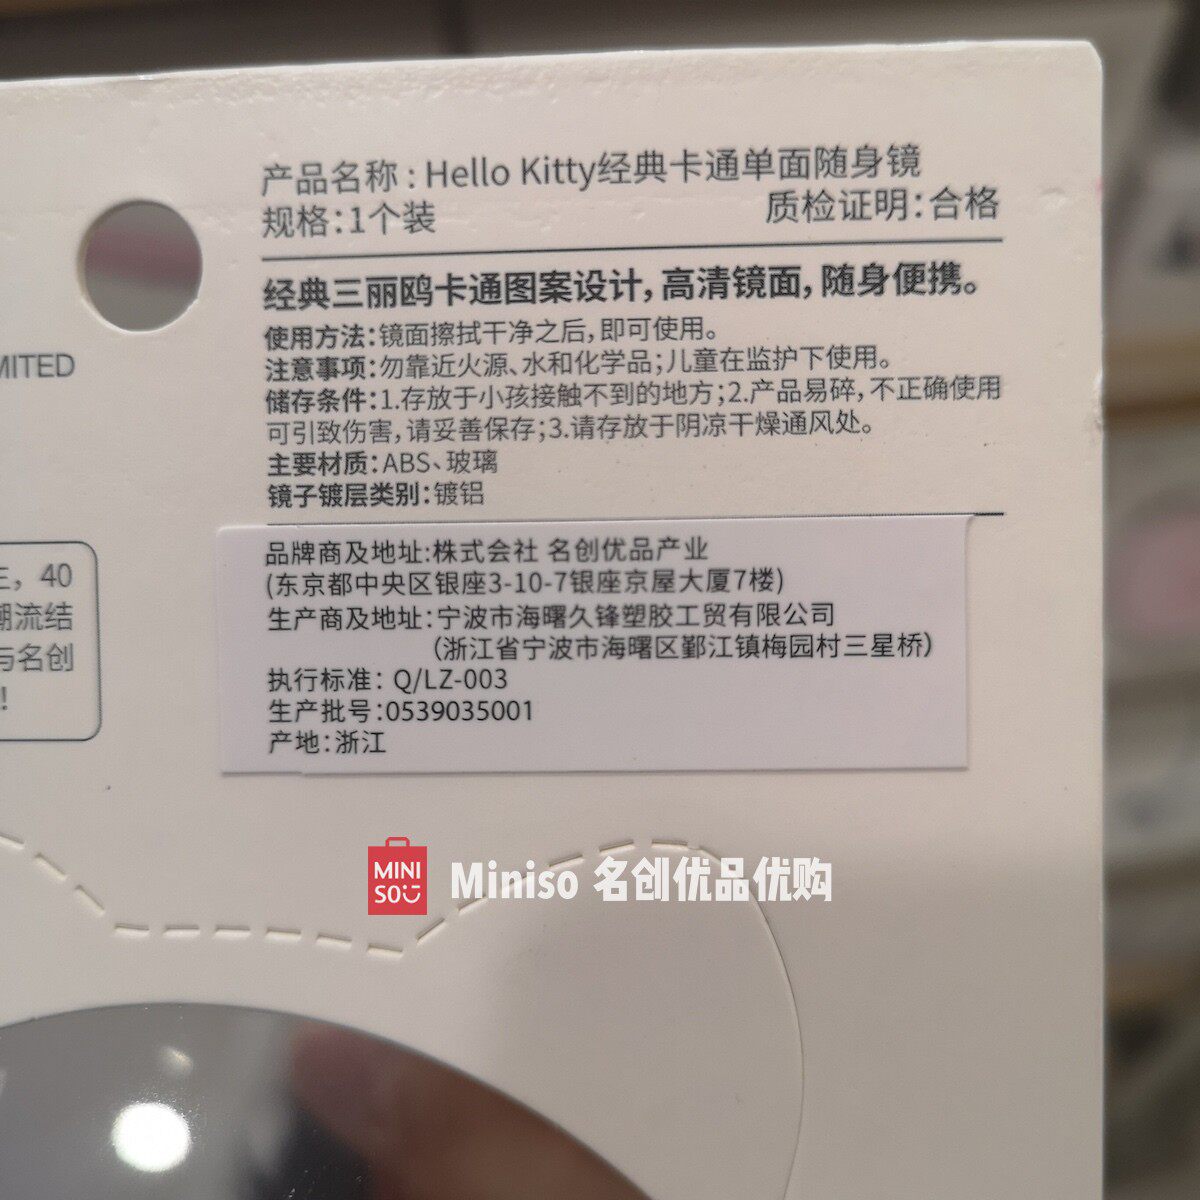 产品名称：Hello Kitty经典卡通单面随身镜
规格：1个装
质检证明：合格
经典三丽鸥卡通图案设计，高清镜面，随身便携。
使用方法：镜面擦拭干净之后，即可使用。
注意事项：勿靠近火源、水和化学品；儿童在监护下使用。
储存条件：1.存放于小孩接触不到的地方；2.产品易碎，不正确使用
可引致伤害，请妥善保存；3.请存放于阴凉干燥通风处。
主要材质：ABS、玻璃
镜子镀层类别：镀铝
品牌商及地址：株式会社 名创优品产业
(东京都中央区银座3-10-7银座京屋大厦7楼)
生产商及地址：宁波市海曙久锋塑胶工贸有限公司
(浙江省宁波市海曙区鄞江镇梅园村三星桥)
执行标准：Q/LZ-003
生产批号：0539035001
产地：浙江
MITED
，40
潮流结
与名创
！
MINI
SO
Miniso 名创优品优购